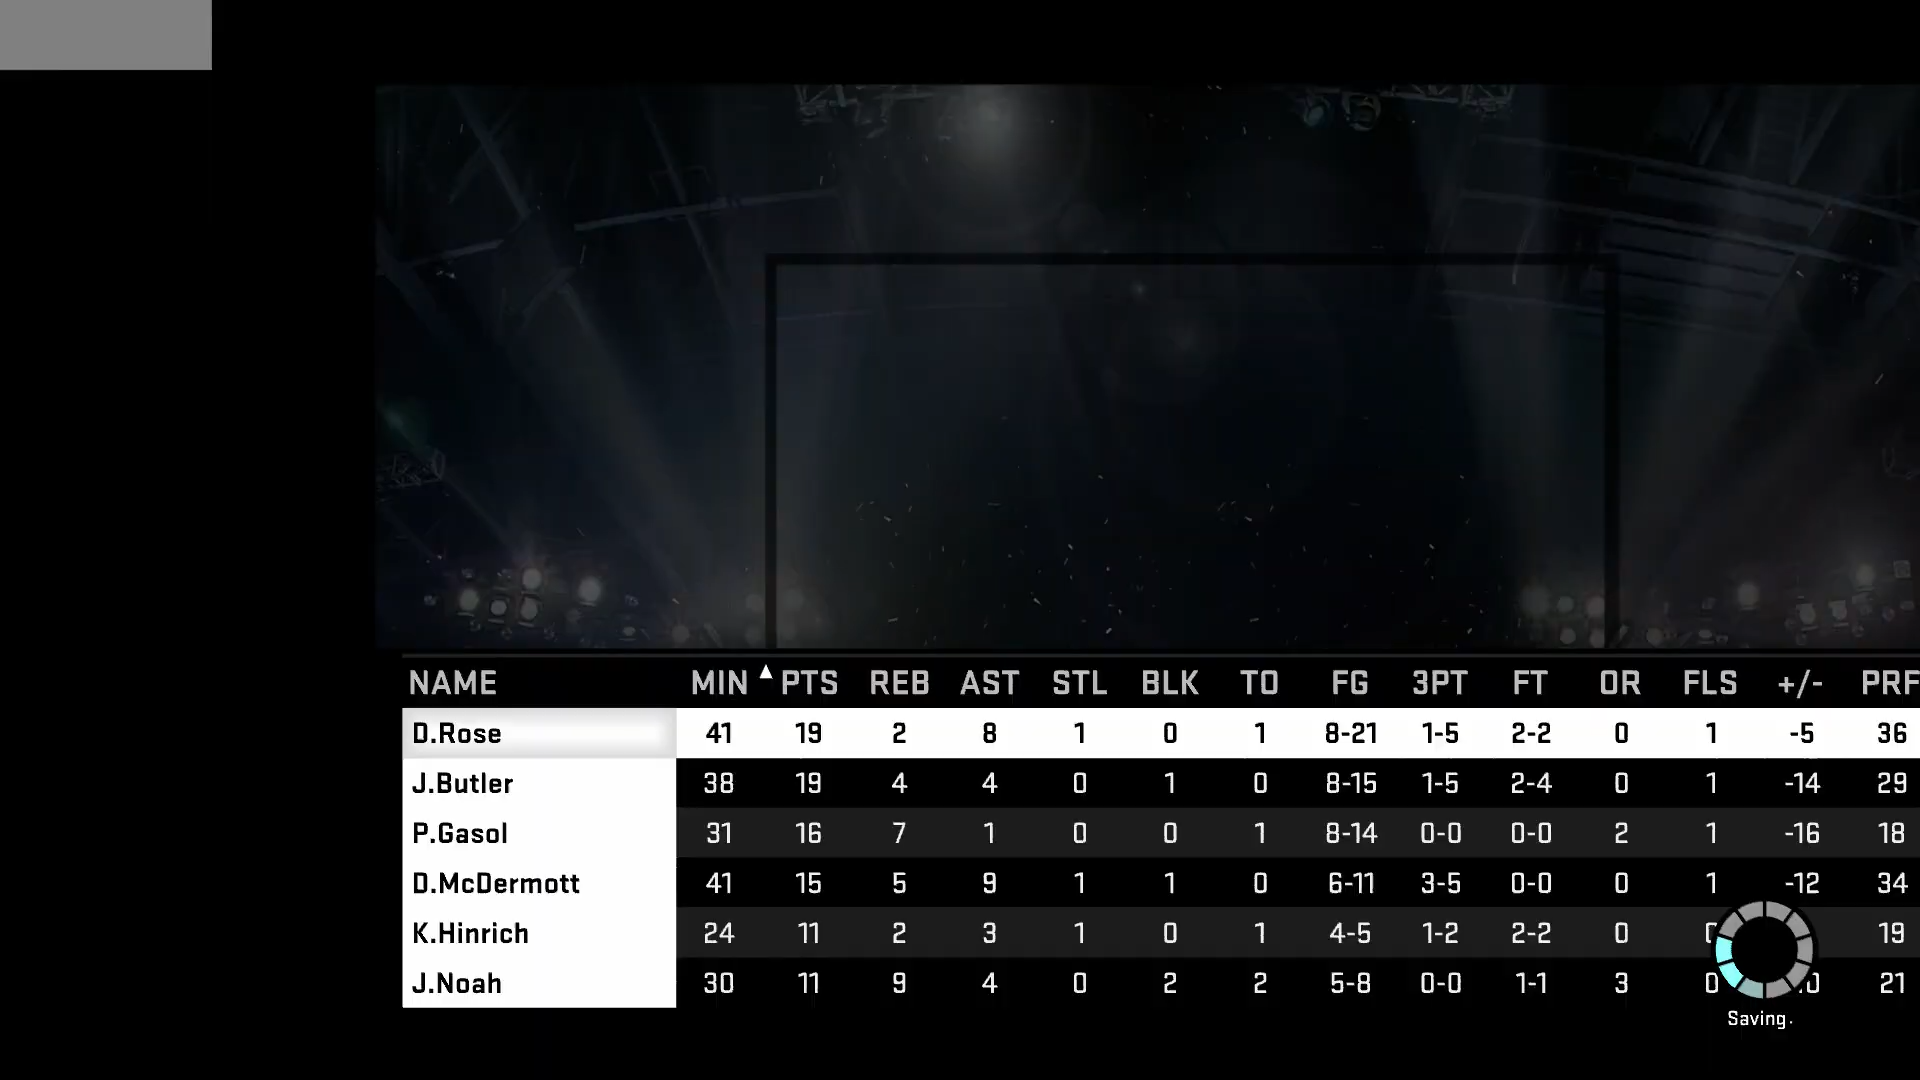 NAME MIN ▲ PTS REB AST STL BLK TO FG 3PT FT OR FLS +/- PRF
D.Rose 41 19 2 8 1 0 1 8-21 1-5 2-2 0 1 -5 36
J.Butler 38 19 4 4 0 1 0 8-15 1-5 2-4 0 1 -14 29
P.Gasol 31 16 7 1 0 0 1 8-14 0-0 0-0 2 1 -16 18
D.McDermott 41 15 5 9 1 1 0 6-11 3-5 0-0 0 1 -12 34
K.Hinrich 24 11 2 3 1 0 1 4-5 1-2 2-2 0 19
J.Noah 30 11 9 4 0 2 2 5-8 0-0 1-1 3 0 21
Saving.